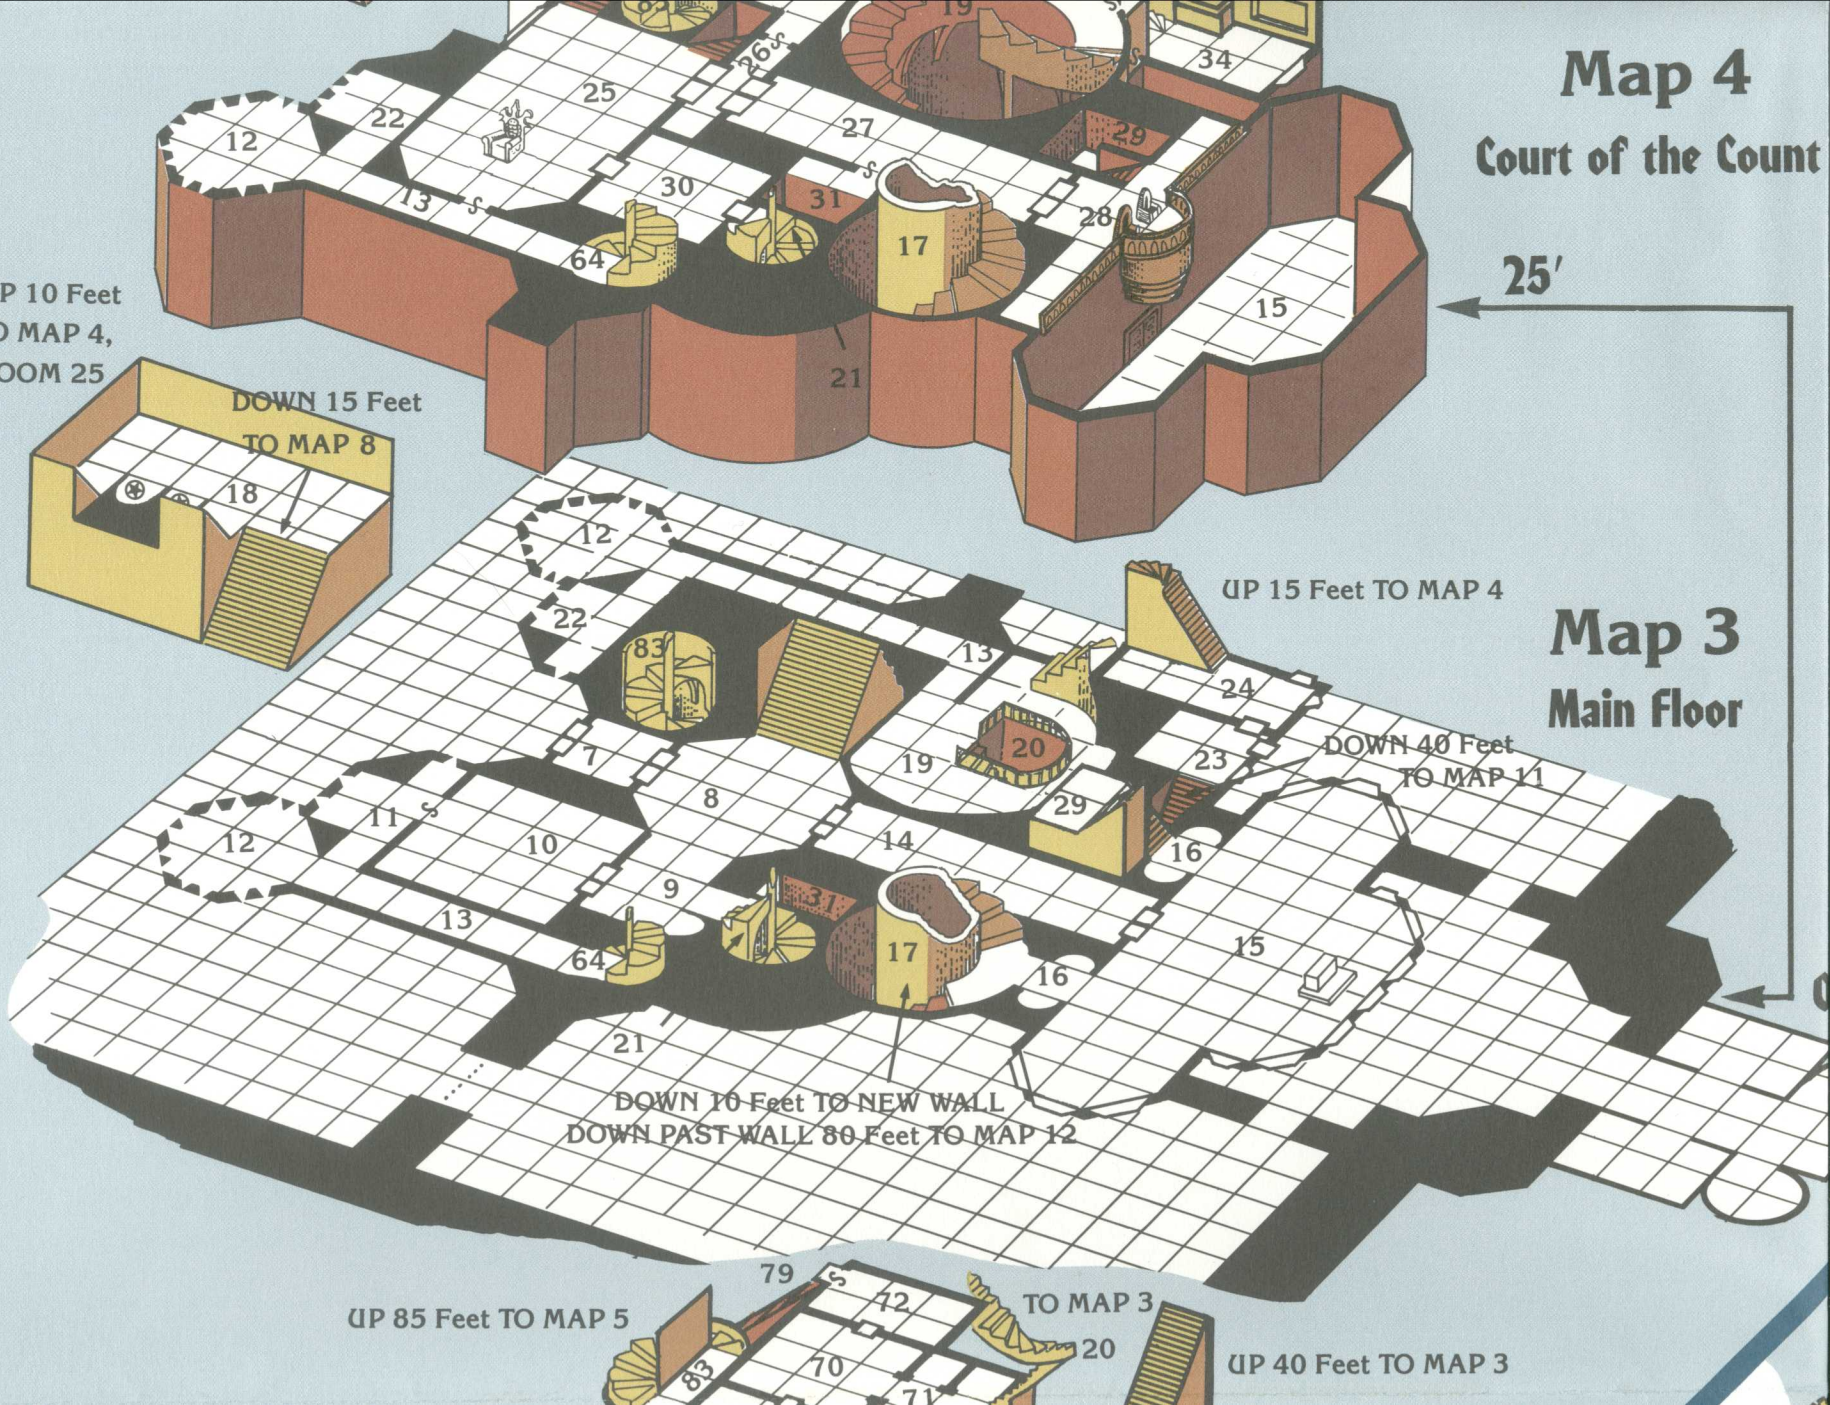 19
34
Map 4
Court of the Count
26
S
S
25
22
12
27
29
S
30
31
13
S
28
17
64
15
25′
21
P 10 Feet
O MAP 4,
OOM 25
DOWN 15 Feet
TO MAP 8
18
12
22
UP 15 Feet TO MAP 4
Map 3
Main Floor
83
13
24
20
19
23
DOWN 40 Feet
TO MAP 11
7
8
29
11
S
10
12
14
16
9
31
13
17
15
64
16
21
DOWN 10 Feet TO NEW WALL
DOWN PAST WALL 80 Feet TO MAP 12
79
S
72
TO MAP 3
20
UP 85 Feet TO MAP 5
70
83
71
UP 40 Feet TO MAP 3